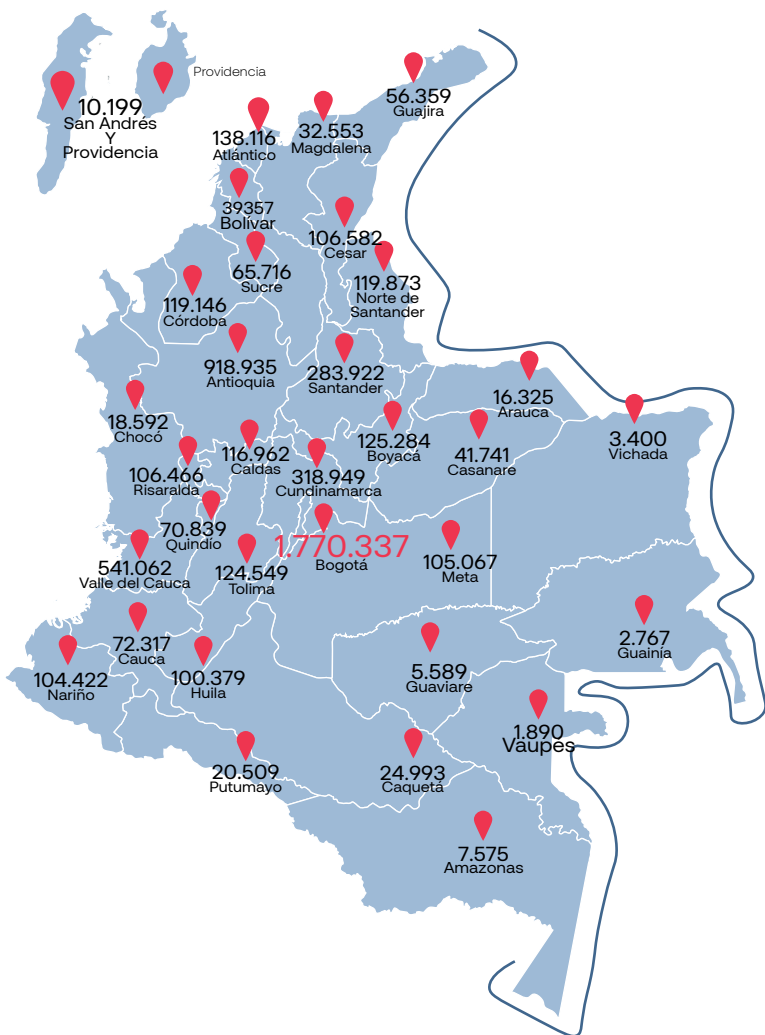 Providencia
10.199
San Andrés
Y
Providencia
56.359
Guajira
138.116
Atlántico
32.553
Magdalena
39357
Bolívar
106.582
Cesar
65.716
Sucre
119.873
Norte de
Santander
119.146
Córdoba
918.935
Antioquia
283.922
Santander
16.325
Arauca
18.592
Chocó
125.284
Boyacá
41.741
Casanare
3.400
Vichada
116.962
Caldas
106.466
Risaralda
318.949
Cundinamarca
70.839
Quindío
1.770.337
Bogotá
105.067
Meta
541.062
Valle del Cauca
124.549
Tolima
72.317
Cauca
2.767
Guainía
104.422
Nariño
100.379
Huila
5.589
Guaviare
1.890
Vaupés
20.509
Putumayo
24.993
Caquetá
7.575
Amazonas